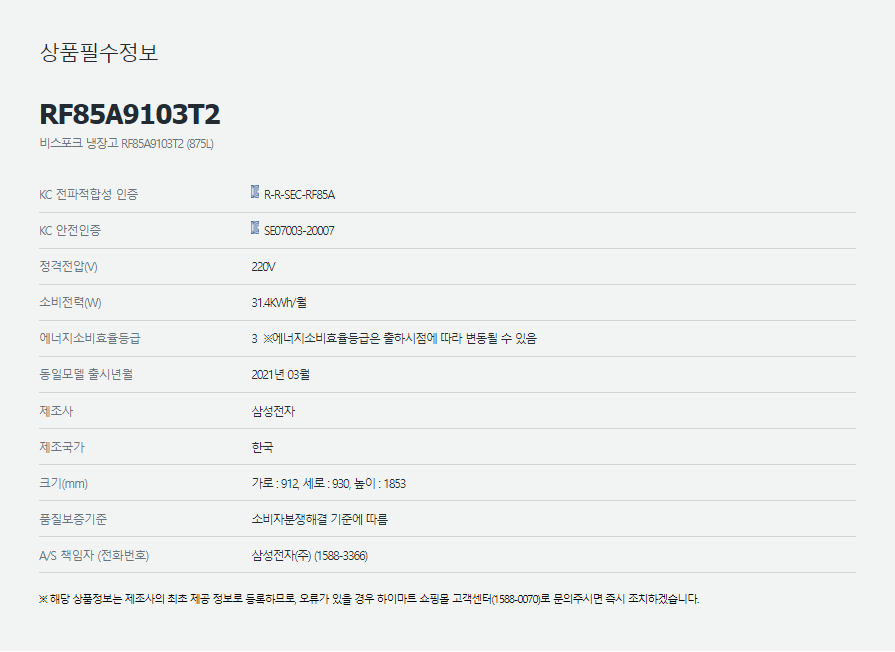 상품필수정보
RF85A9103T2
비스포크 냉장고 RF85A9103T2 (875L)
KC 전파적합성 인증 R-R-SEC-RF85A
KC 안전인증 SE07003-20007
정격전압(V) 220V
소비전력(W) 31.4KWh/월
에너지소비효율등급 3 ※에너지소비효율등급은 출하시점에 따라 변동될 수 있음
동일모델 출시년월 2021년 03월
제조사 삼성전자
제조국가 한국
크기(mm) 가로 : 912, 세로 : 930, 높이 : 1853
품질보증기준 소비자분쟁해결 기준에 따름
A/S 책임자 (전화번호) 삼성전자(주) (1588-3366)
※ 해당 상품정보는 제조사의 최초 제공 정보로 등록하므로, 오류가 있을 경우 하이마트 쇼핑몰 고객센터(1588-0070)로 문의주시면 즉시 조치하겠습니다.